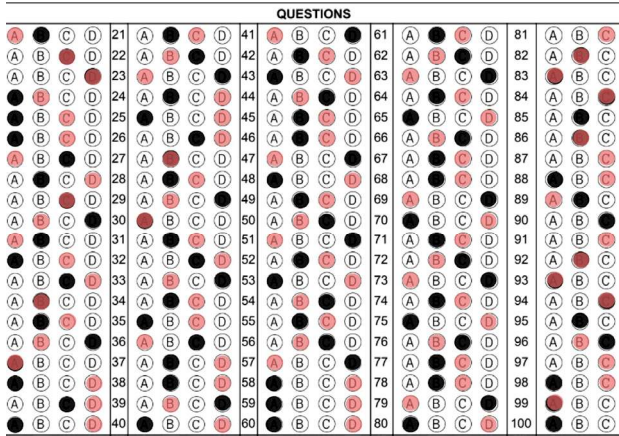 QUESTIONS
A B C D 21 A B C D 41 A B C D 61 A B C D 81 A B C
A B C D 22 A B C D 42 A B C D 62 A B C D 82 A B C
A B C D 23 A B C D 43 A B C D 63 A B C D 83 A B C
A B C D 24 A B C D 44 A B C D 64 A B C D 84 A B C
A B C D 25 A B C D 45 A B C D 65 A B C D 85 A B C
A B C D 26 A B C D 46 A B C D 66 A B C D 86 A B C
A B C D 27 A B C D 47 A B C D 67 A B C D 87 A B C
A B C D 28 A B C D 48 A B C D 68 A B C D 88 A B C
A B C D 29 A B C D 49 A B C D 69 A B C D 89 A B C
A B C D 30 A B C D 50 A B C D 70 A B C D 90 A B C
A B C D 31 A B C D 51 A B C D 71 A B C D 91 A B C
A B C D 32 A B C D 52 A B C D 72 A B C D 92 A B C
A B C D 33 A B C D 53 A B C D 73 A B C D 93 A B C
A B C D 34 A B C D 54 A B C D 74 A B C D 94 A B C
A B C D 35 A B C D 55 A B C D 75 A B C D 95 A B C
A B C D 36 A B C D 56 A B C D 76 A B C D 96 A B C
A B C D 37 A B C D 57 A B C D 77 A B C D 97 A B C
A B C D 38 A B C D 58 A B C D 78 A B C D 98 A B C
A B C D 39 A B C D 59 A B C D 79 A B C D 99 A B C
A B C D 40 A B C D 60 A B C D 80 A B C D 100 A B C